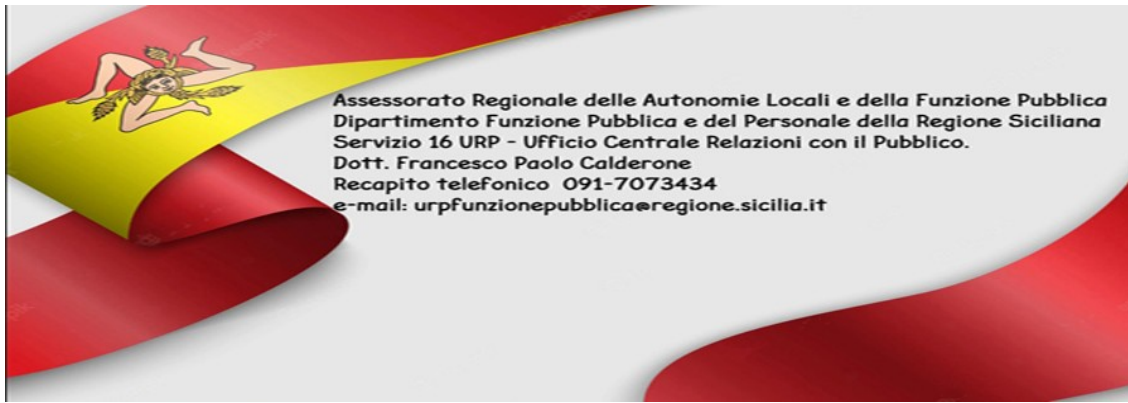 Assessorato Regionale delle Autonomie Locali e della Funzione Pubblica
Dipartimento Funzione Pubblica e del Personale della Regione Siciliana
Servizio 16 URP - Ufficio Centrale Relazioni con il Pubblico.
Dott. Francesco Paolo Calderone
Recapito telefonico 091-7073434
e-mail: urpfunzionepubblica@regione.sicilia.it